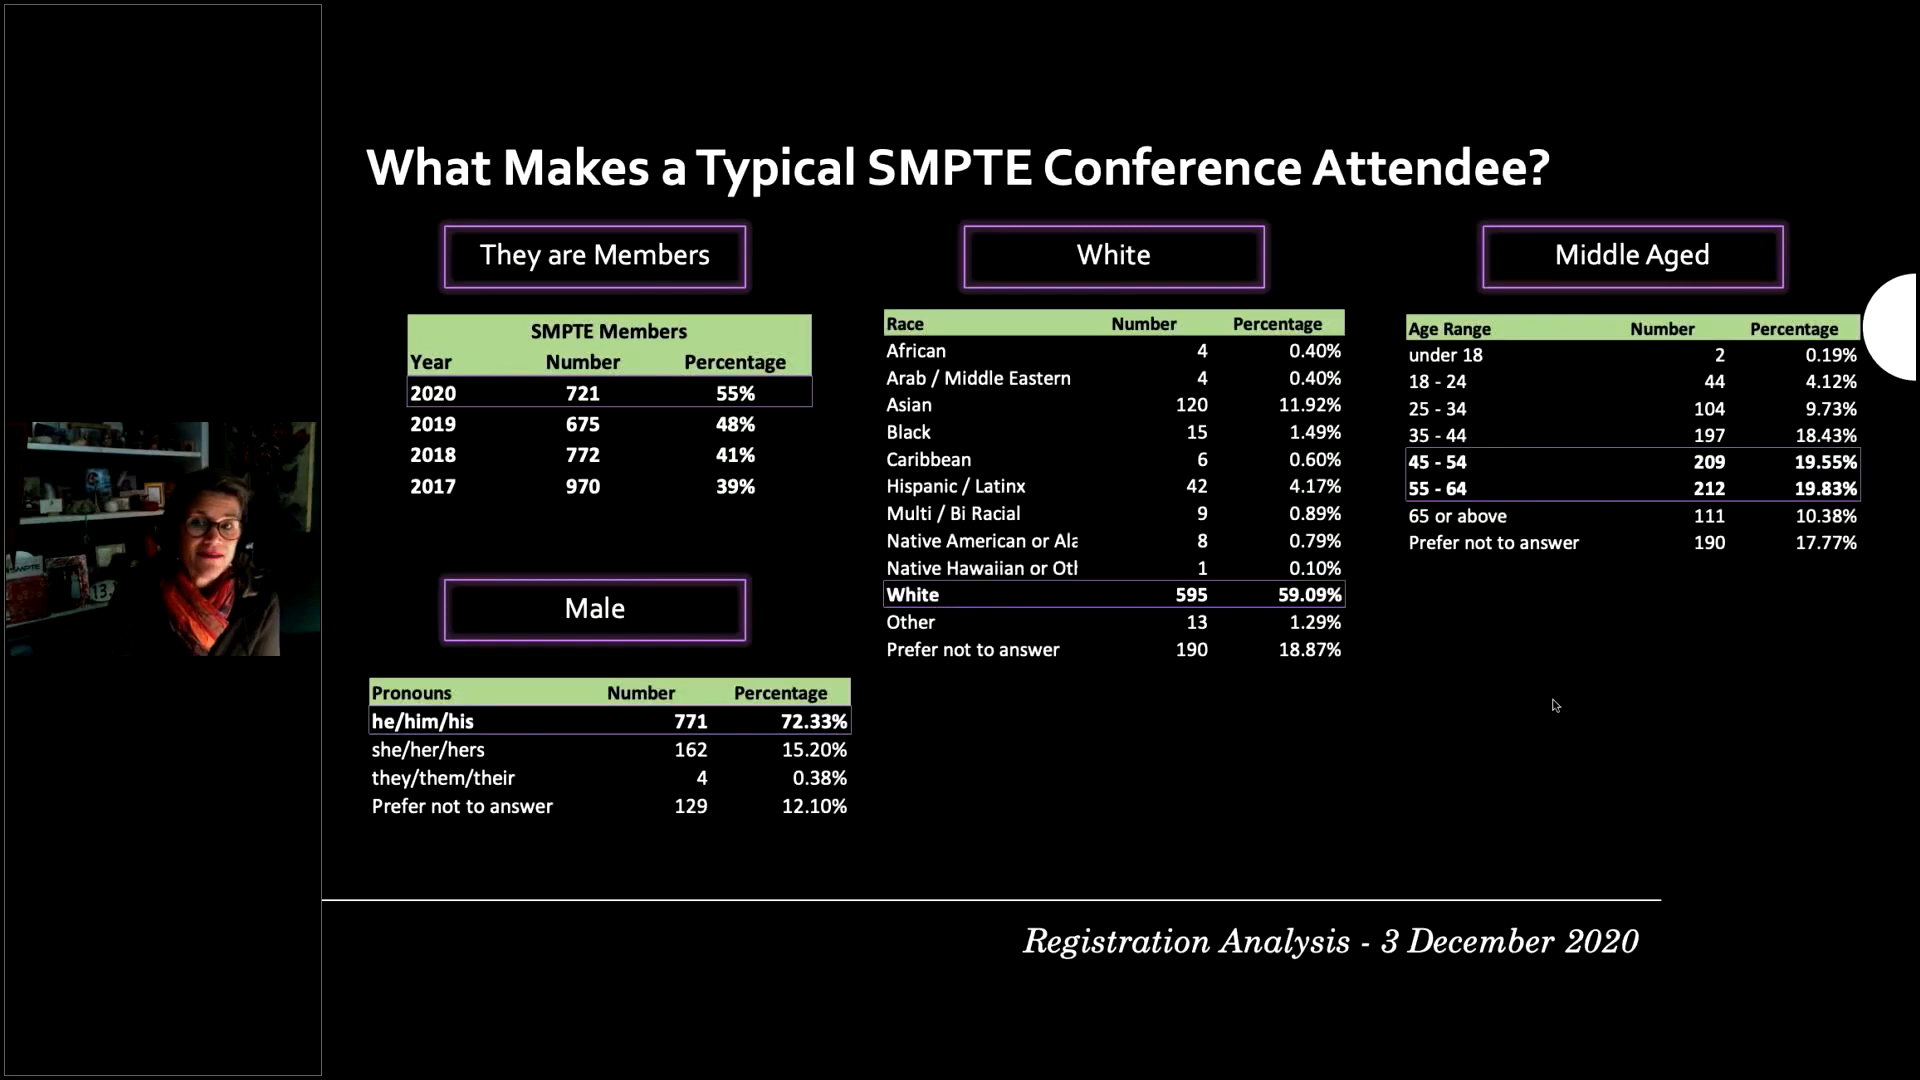 What Makes a Typical SMPTE Conference Attendee?
They are Members
SMPTE Members
Year Number Percentage
2020 721 55%
2019 675 48%
2018 772 41%
2017 970 39%
Male
Pronouns Number Percentage
he/him/his 771 72.33%
she/her/hers 162 15.20%
they/them/their 4 0.38%
Prefer not to answer 129 12.10%
White
Race Number Percentage
African 4 0.40%
Arab / Middle Eastern 4 0.40%
Asian 120 11.92%
Black 15 1.49%
Caribbean 6 0.60%
Hispanic / Latinx 42 4.17%
Multi / Bi Racial 9 0.89%
Native American or Ala 8 0.79%
Native Hawaiian or Oth 1 0.10%
White 595 59.09%
Other 13 1.29%
Prefer not to answer 190 18.87%
Middle Aged
Age Range Number Percentage
under 18 2 0.19%
18 - 24 44 4.12%
25 - 34 104 9.73%
35 - 44 197 18.43%
45 - 54 209 19.55%
55 - 64 212 19.83%
65 or above 111 10.38%
Prefer not to answer 190 17.77%
Registration Analysis - 3 December 2020
SMPTE
13.